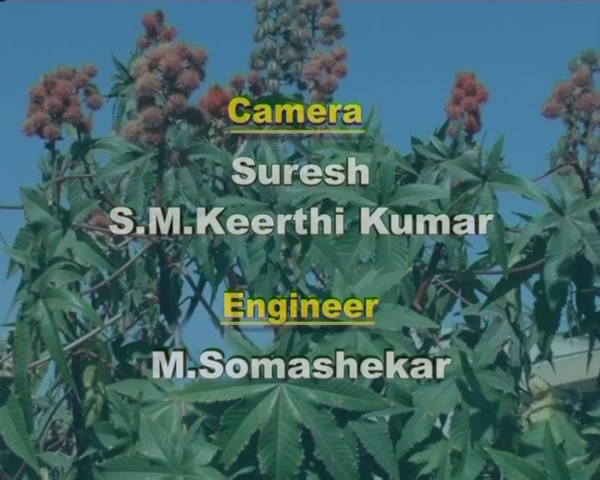 Camera
Suresh
S.M.Keerthi Kumar
Engineer
M.Somashekar